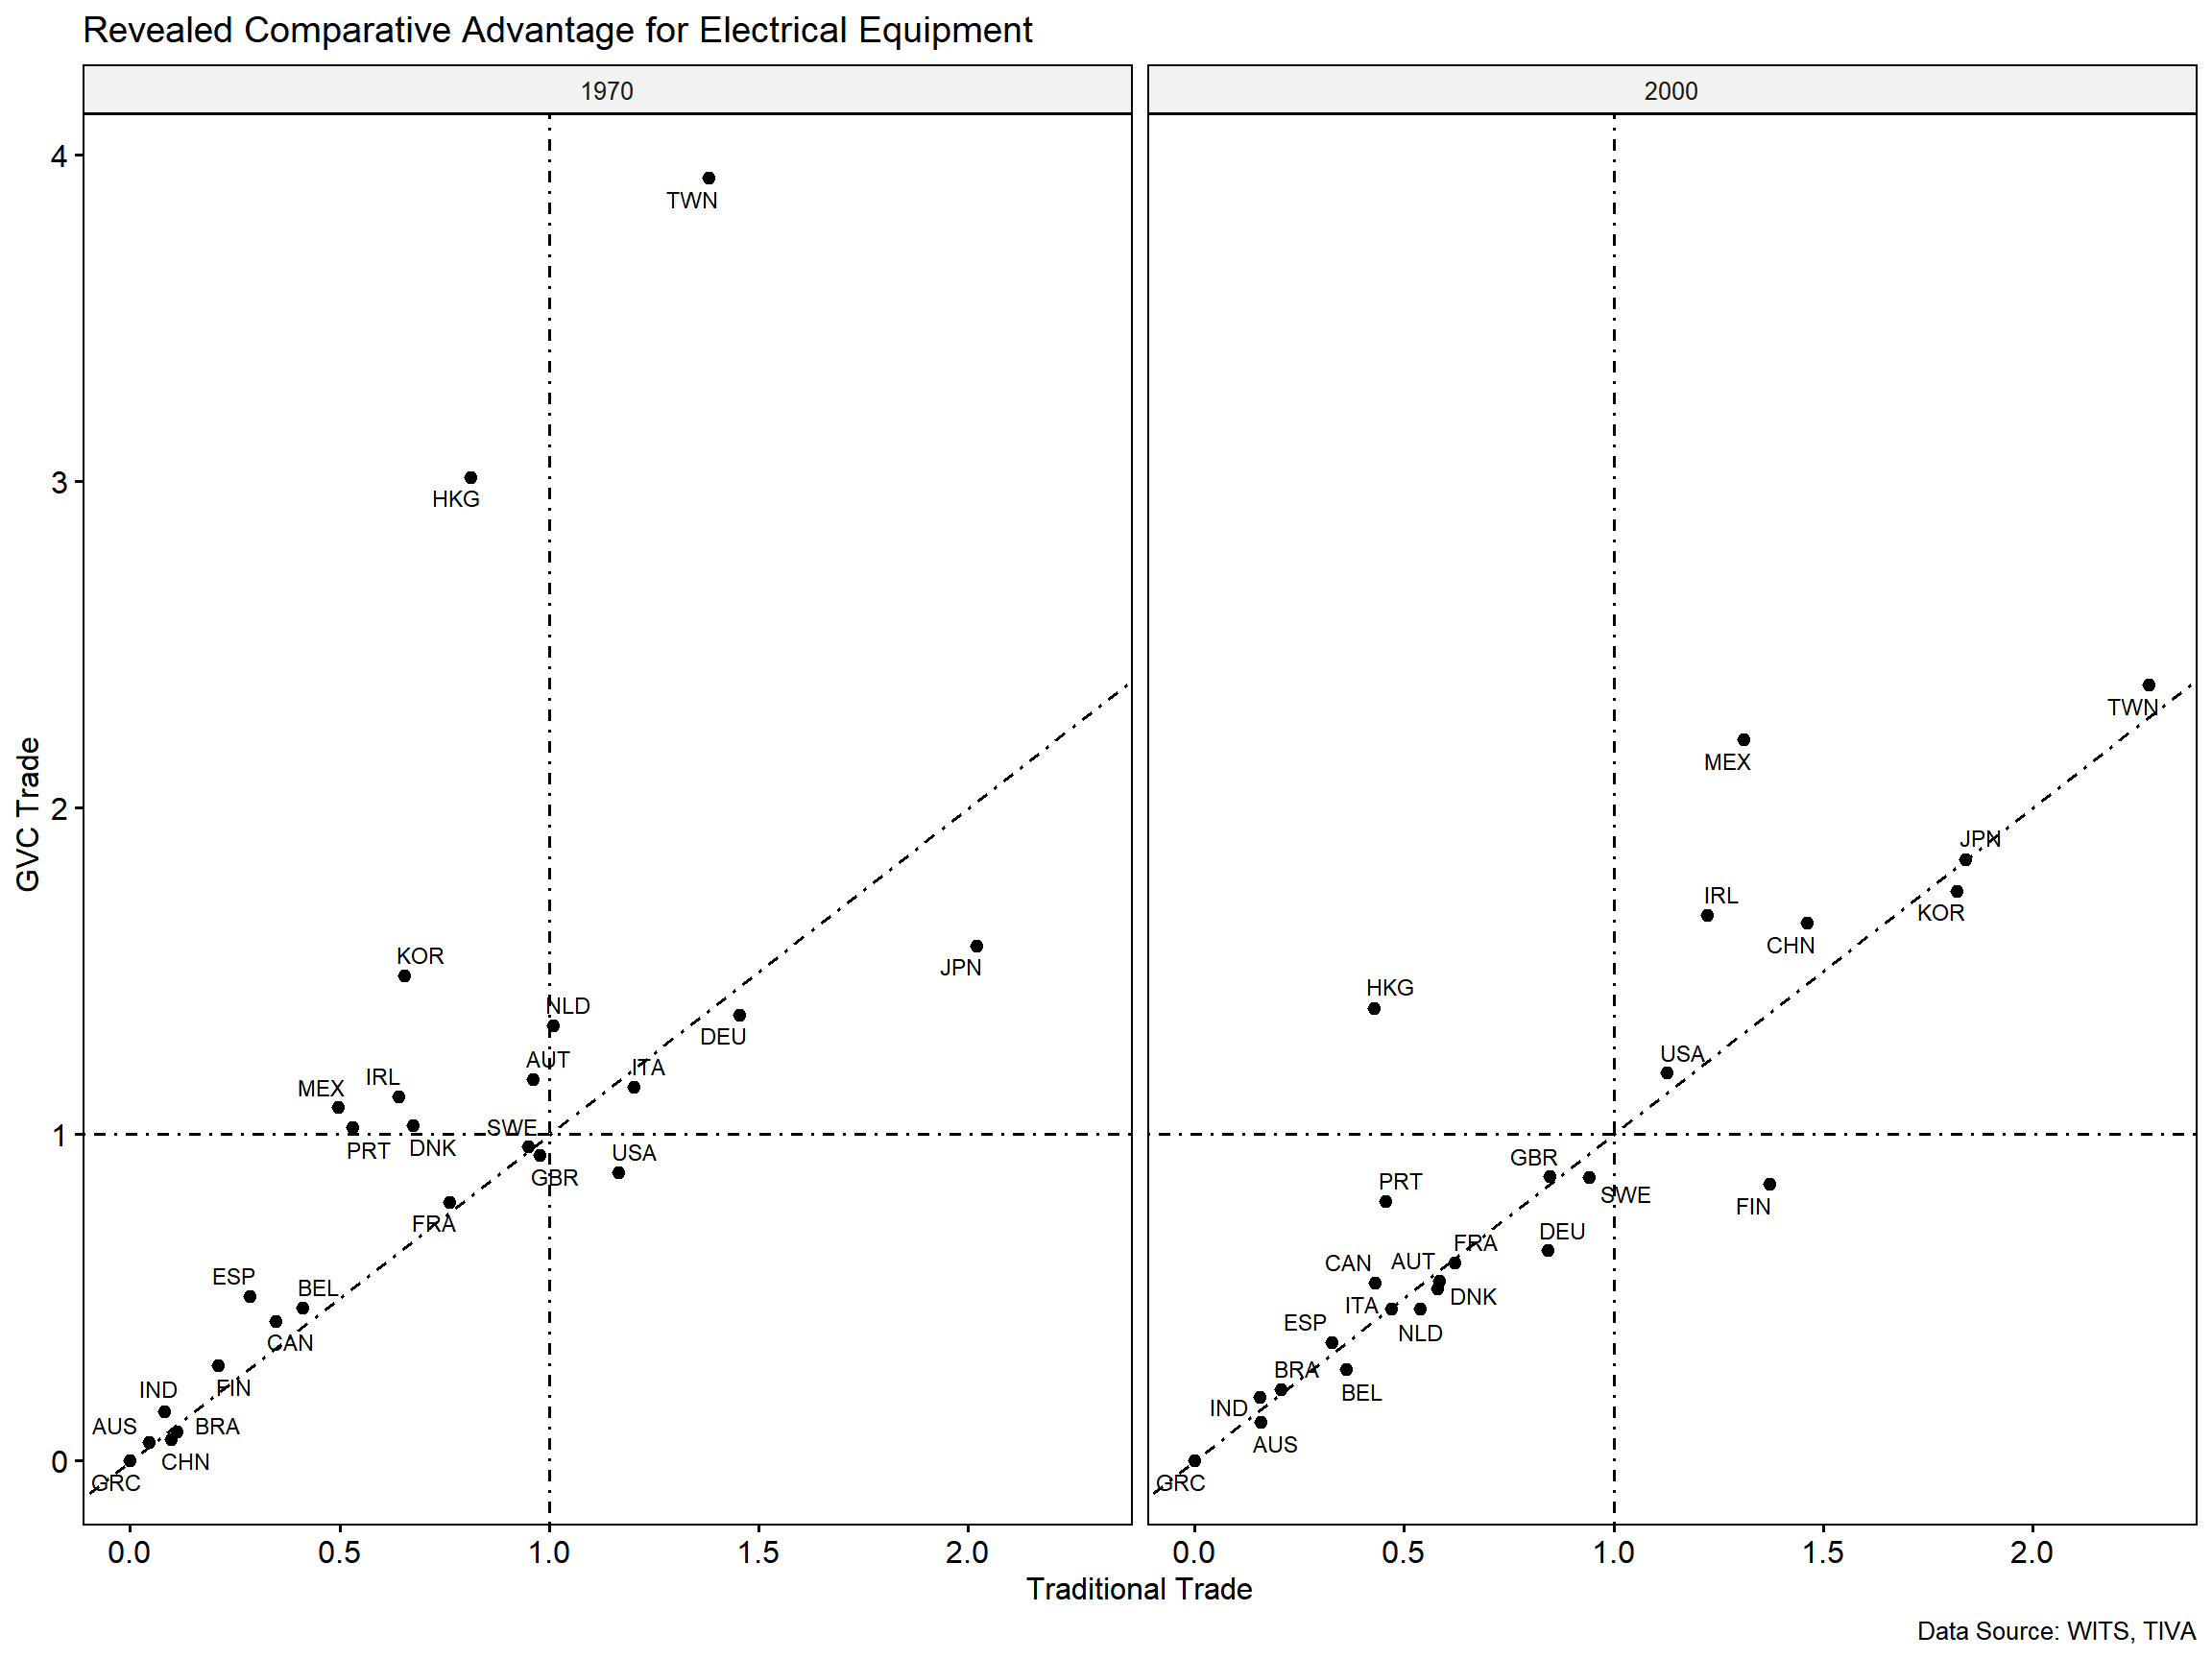 Revealed Comparative Advantage for Electrical Equipment
1970
2000
GVC Trade
4
3
2
1
0
TWN
HKG
KOR
JPN
NLD
DEU
AUT
ITA
IRL
MEX
SWE
PRT
DNK
USA
GBR
FRA
ESP
BEL
CAN
IND
FIN
AUS
BRA
CHN
GRC
TWN
MEX
JPN
IRL
KOR
CHN
HKG
USA
GBR
PRT
SWE
FIN
DEU
FRA
CAN
AUT
DNK
ITA
NLD
ESP
BRA
BEL
IND
AUS
GRC
0.0 0.5 1.0 1.5 2.0
0.0 0.5 1.0 1.5 2.0
Traditional Trade
Data Source: WITS, TIVA